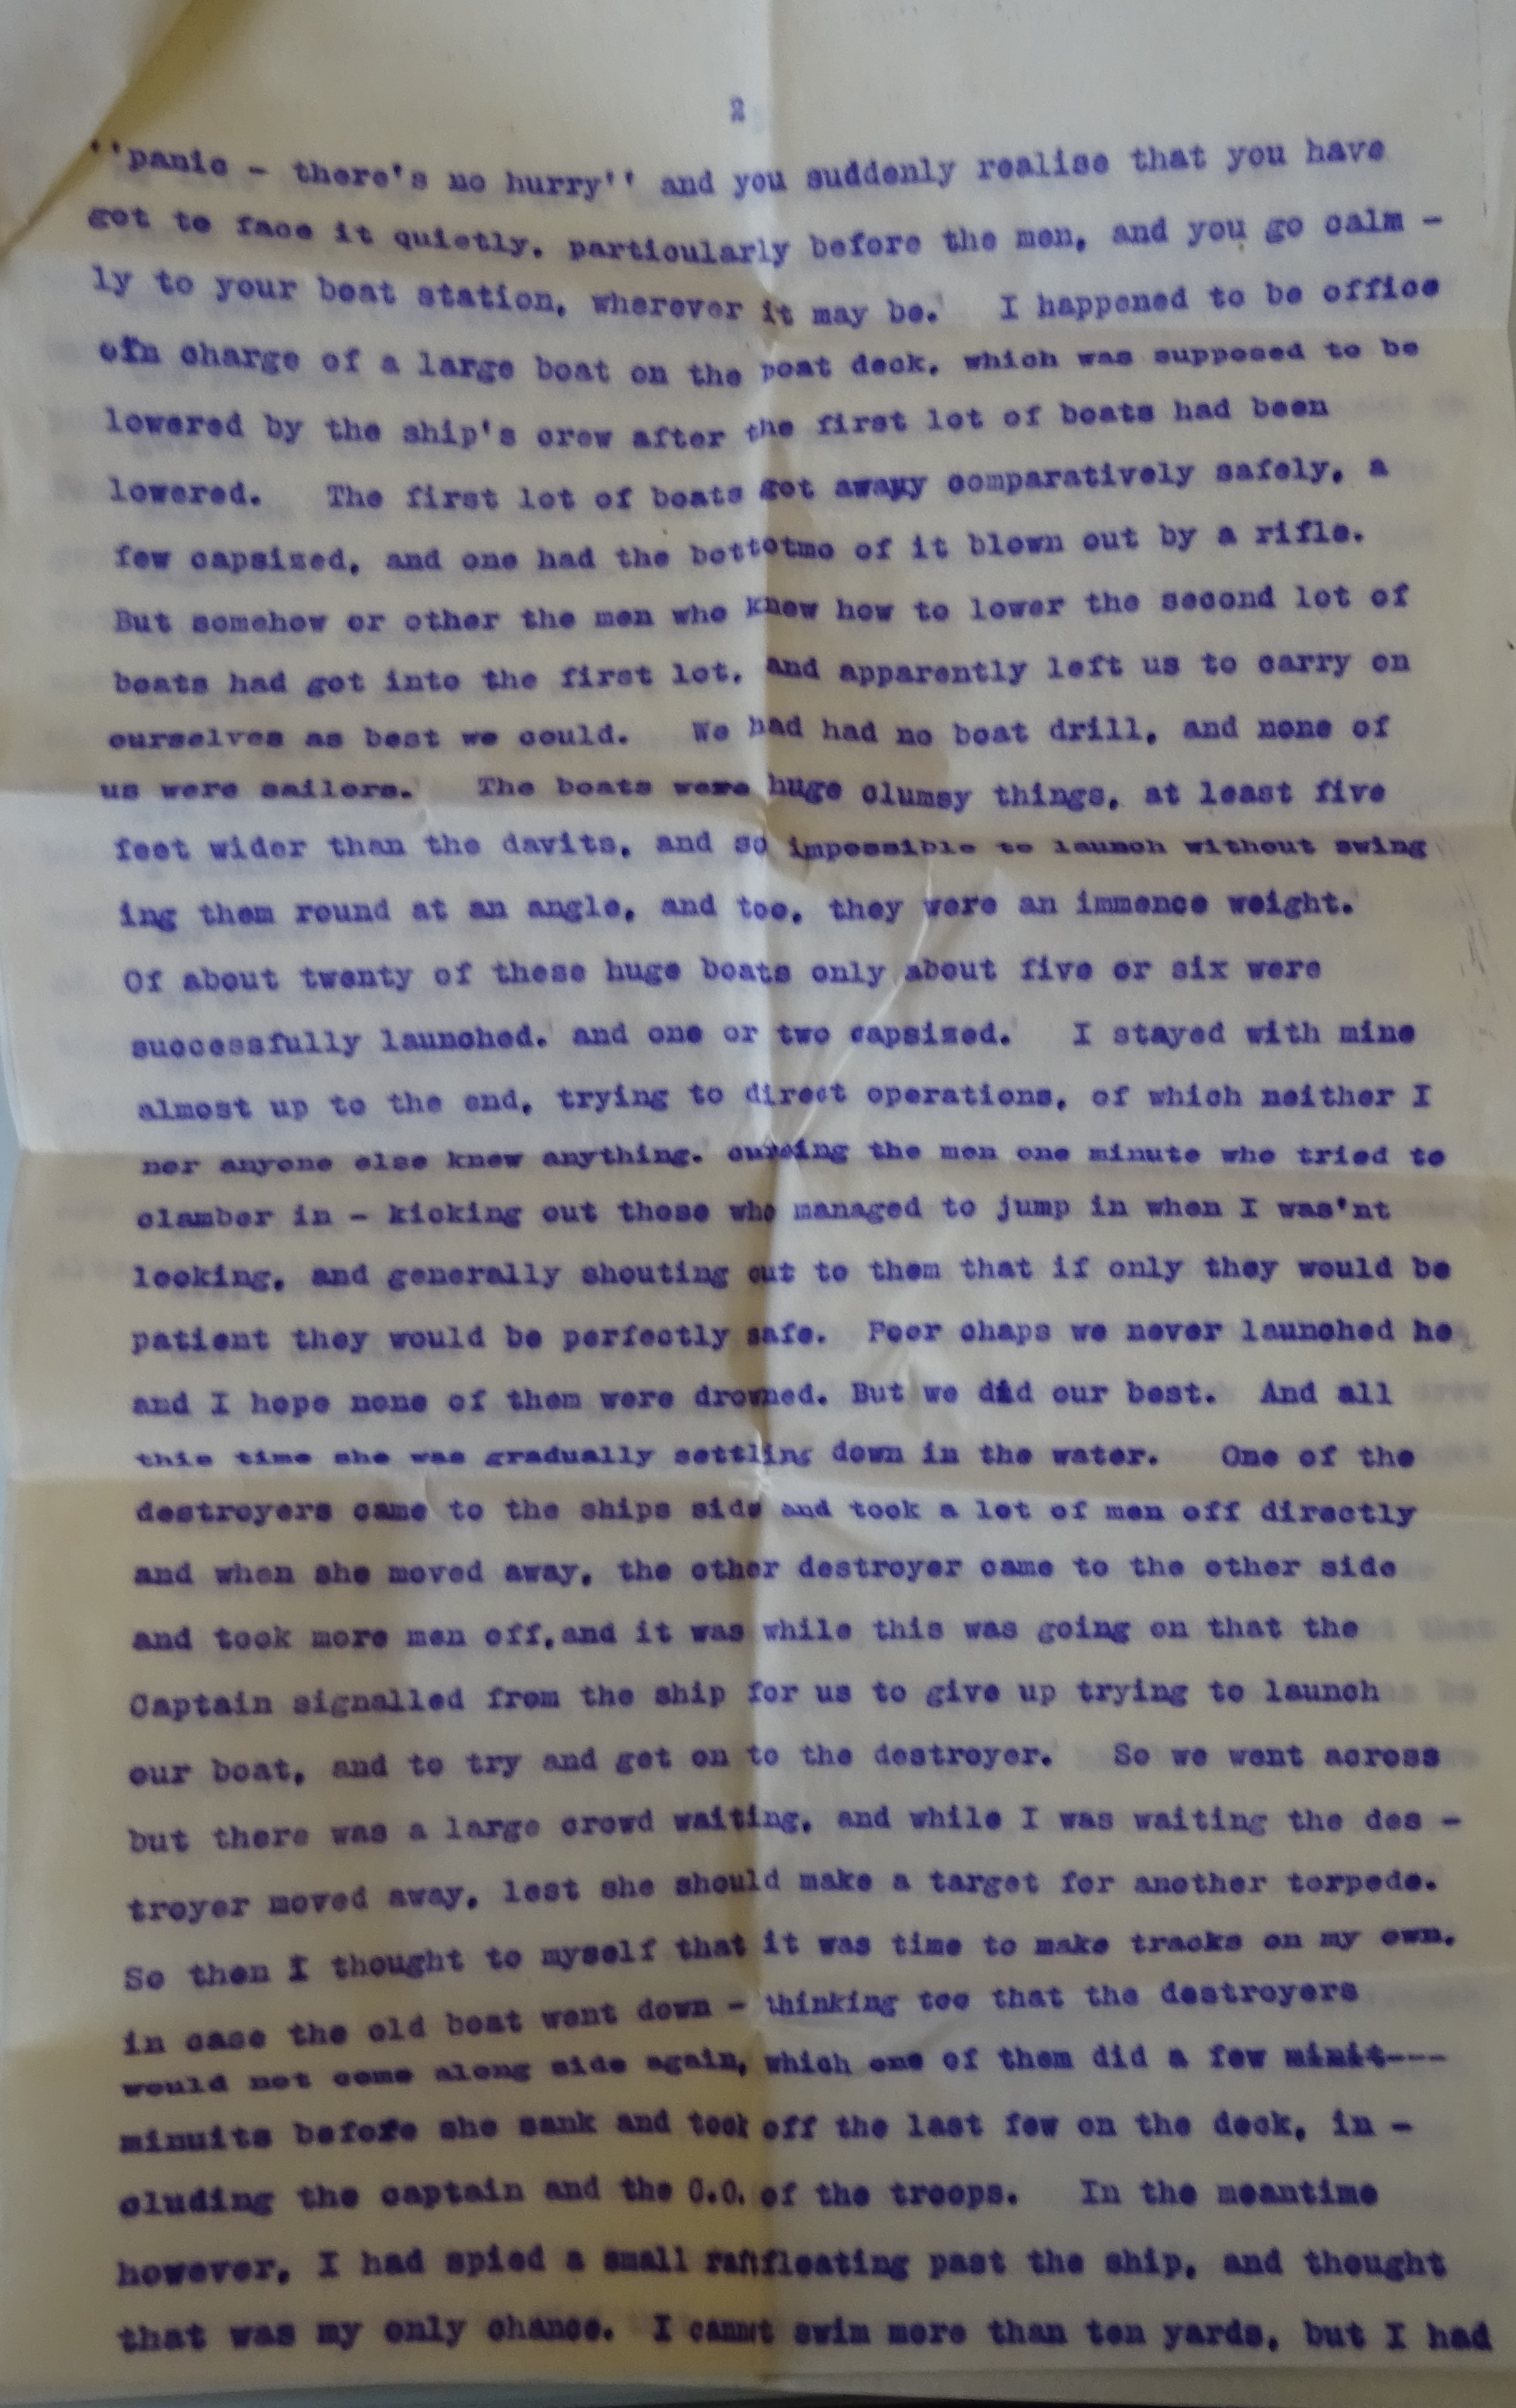 2
''panic - there's no hurry'' and you suddenly realise that you have
got to face it quietly, particularly before the men, and you go calm -
ly to your boat station, wherever it may be. I happened to be office
in charge of a large boat on the boat deck, which was supposed to be
lowered by the ship's crew after the first lot of boats had been
lowered. The first lot of boats got away comparatively safely, a
few capsized, and one had the of it blown out by a rifle.
But somehow or other the men who knew how to lower the second lot of
boats had got into the first lot, and apparently left us to carry on
ourselves as best we could. We had had no boat drill, and none of
us were sailors. The boats were huge clumsy things, at least five
feet wider than the davits, and so impossible to launch without swing
ing them round at an angle, and too, they were an immence weight.
Of about twenty of these huge boats only about five or six were
successfully launched. and one or two capsized. I stayed with mine
almost up to the end, trying to direct operations, of which neither I
nor anyone else knew anything. cursing the men one minute who tried to
clamber in - kicking out those who managed to jump in when I was'nt
looking, and generally shouting out to them that if only they would be
patient they would be perfectly safe. Poor chaps we never launched he
and I hope none of them were drowned. But we did our best. And all
this time she was gradually settling down in the water. One of the
destroyers came to the ships side and took a lot of men off directly
and when she moved away, the other destroyer came to the other side
and took more men off, and it was while this was going on that the
Captain signalled from the ship for us to give up trying to launch
our boat, and to try and get on to the destroyer. So we went across
but there was a large crowd waiting, and while I was waiting the des -
troyer moved away, lest she should make a target for another torpedo.
So then I thought to myself that it was time to make tracks on my own.
in case the old boat went down - thinking too that the destroyers
would not come along side again, which one of them did a few minit---
minuits before she sank and took off the last few on the deck, in -
cluding the captain and the O.C. of the troops. In the meantime
however, I had spied a small raft floating past the ship, and thought
that was my only chance. I cannot swim more than ten yards, but I had